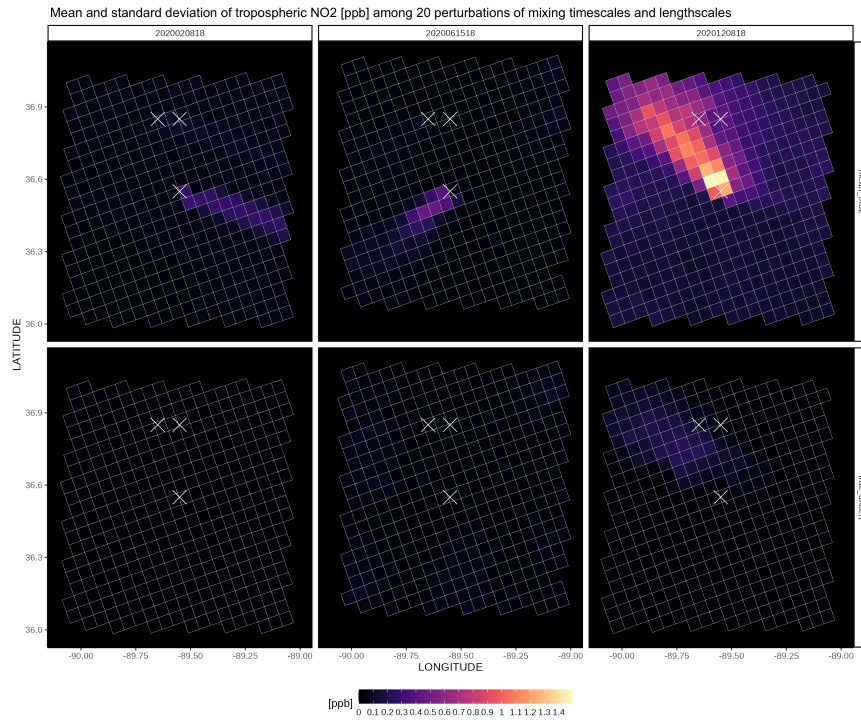 Mean and standard deviation of tropospheric NO2 [ppb] among 20 perturbations of mixing timescales and lengthscales
2020020818 2020061518 2020120818
36.9
36.6
36.3
36.0
LATITUDE
36.9
36.6
36.3
36.0
-90.00 -89.75 -89.50 -89.25 -89.00 -90.00 -89.75 -89.50 -89.25 -89.00 -90.00 -89.75 -89.50 -89.25 -89.00
LONGITUDE
[ppb]
0 0.1 0.2 0.3 0.4 0.5 0.6 0.7 0.8 0.9 1 1.1 1.2 1.3 1.4